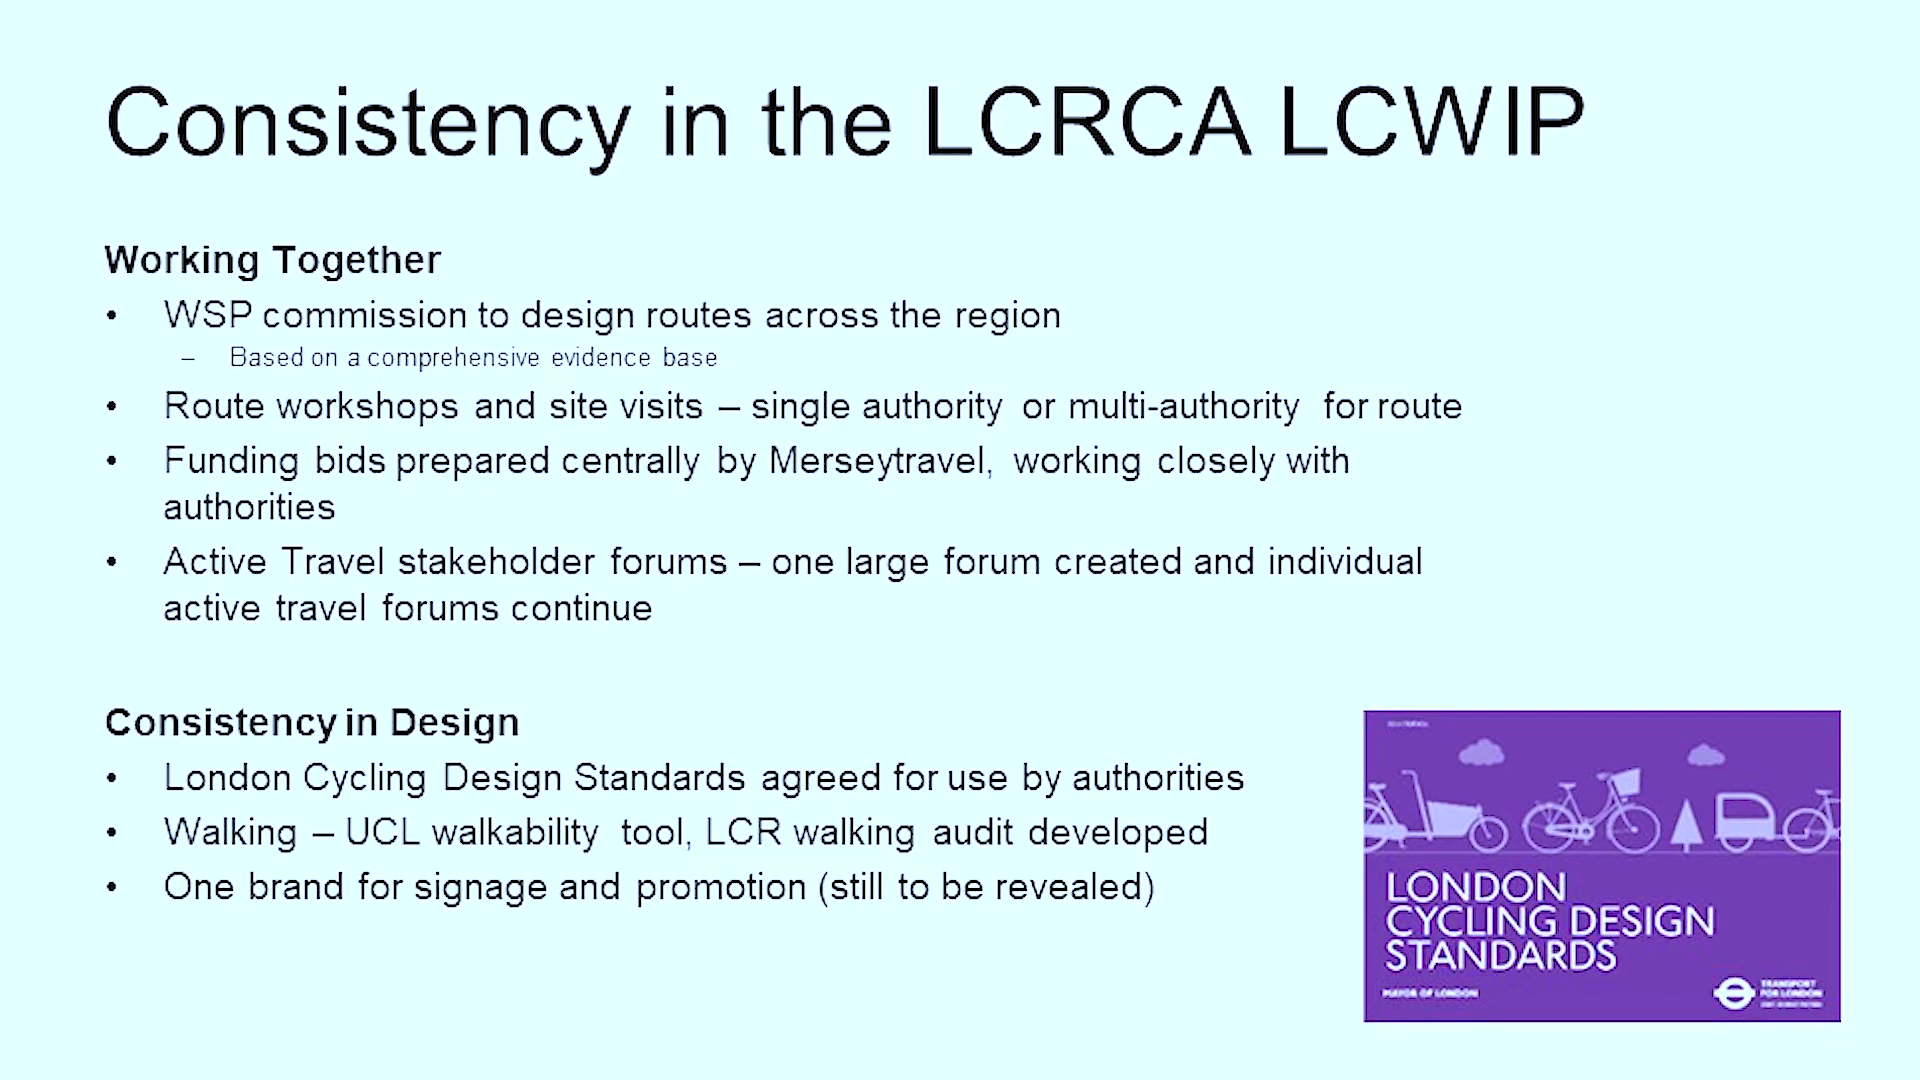 Consistency in the LCRCA LCWIP
Working Together
• WSP commission to design routes across the region
– Based on a comprehensive evidence base
• Route workshops and site visits – single authority or multi-authority for route
• Funding bids prepared centrally by Merseytravel, working closely with
authorities
• Active Travel stakeholder forums – one large forum created and individual
active travel forums continue
Consistency in Design
• London Cycling Design Standards agreed for use by authorities
• Walking – UCL walkability tool, LCR walking audit developed
• One brand for signage and promotion (still to be revealed)
LONDON
CYCLING DESIGN
STANDARDS
MAYOR OF LONDON
TRANSPORT
FOR LONDON